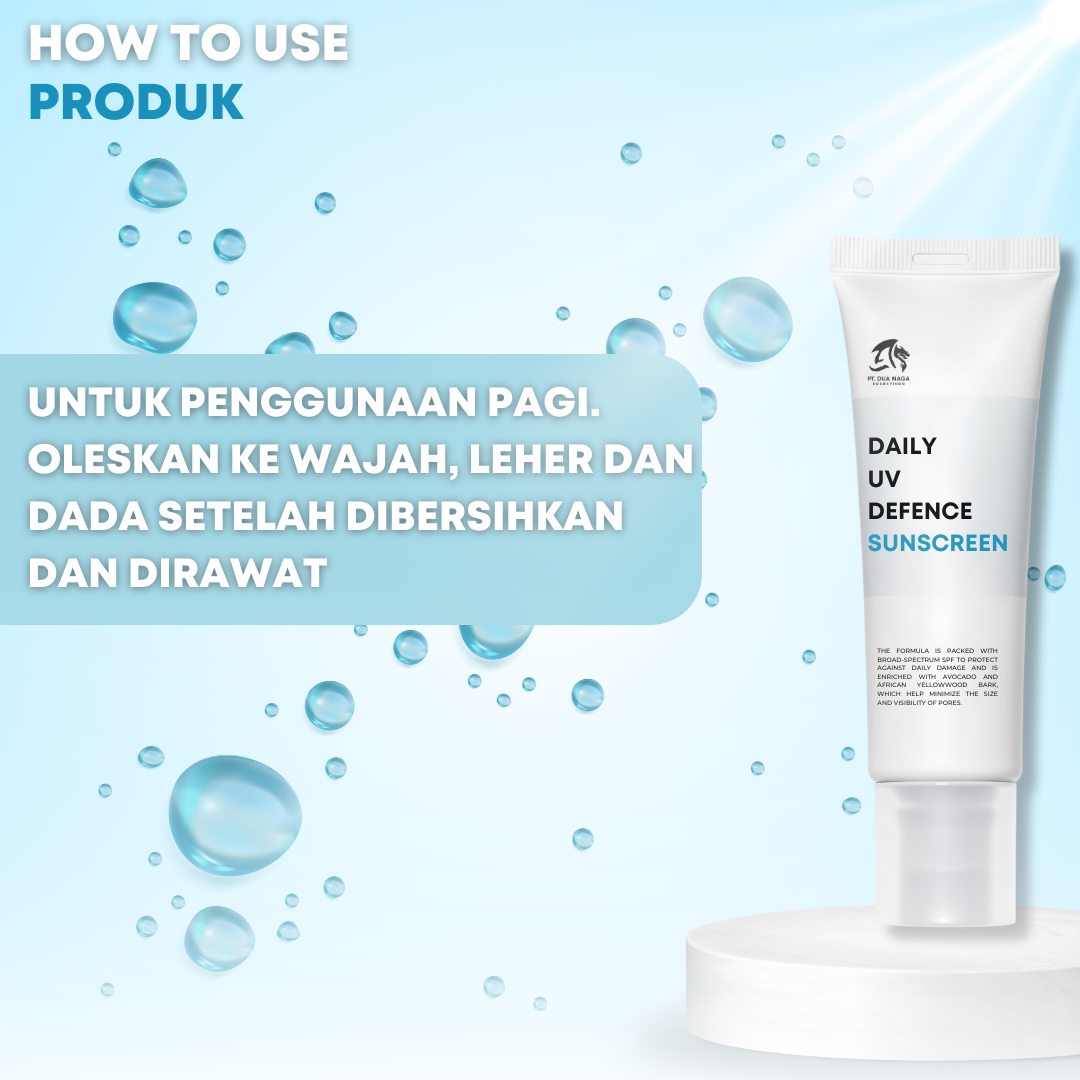 HOW TO USE
PRODUK
UNTUK PENGGUNAAN PAGI.
OLESKAN KE WAJAH, LEHER DAN
DADA SETELAH DIBERSIHKAN
DAN DIRAWAT
PT. DUA NAGA
KOSMETINDO
DAILY
UV
DEFENCE
SUNSCREEN
THE FORMULA IS PACKED WITH
BROAD-SPECTRUM SPF TO PROTECT
AGAINST DAILY DAMAGE AND IS
ENRICHED WITH AVOCADO AND
AFRICAN YELLOWWOOD BARK,
WHICH HELP MINIMIZE THE SIZE
AND VISIBILITY OF PORES.